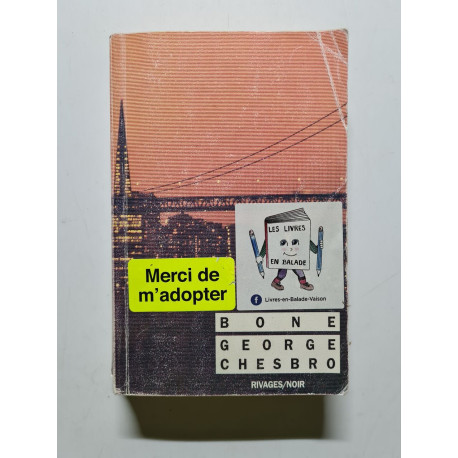 LES LIVRES
EN BALADE
Merci de
m'adopter
f Livres-en-Balade-Vaison
BONE
GEORGE
CHESBRO
RIVAGES/NOIR